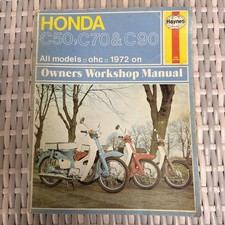 HONDA
C50, C70 & C90
All models □ ohc □ 1972 on
Haynes
Owners Workshop Manual